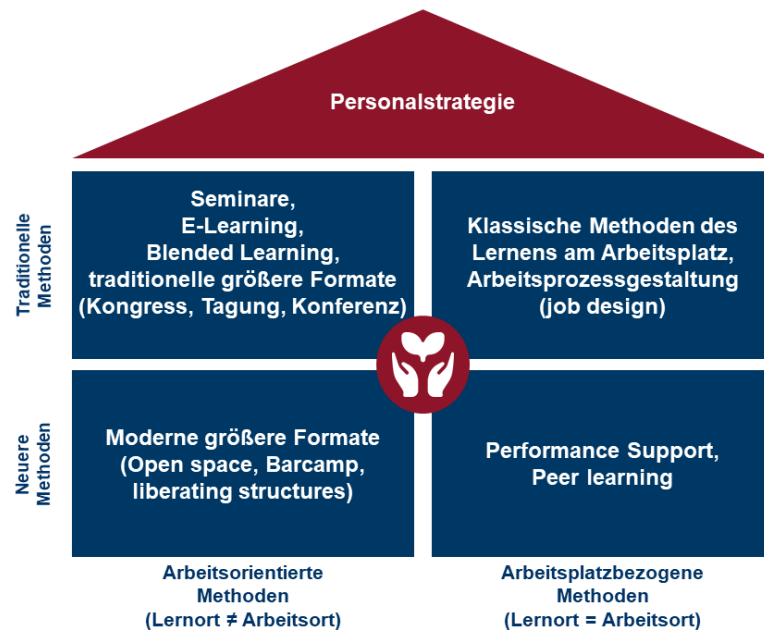 Personalstrategie
Traditionelle
Methoden
Seminare,
E-Learning,
Blended Learning,
traditionelle größere Formate
(Kongress, Tagung, Konferenz)
Klassische Methoden des
Lernens am Arbeitsplatz,
Arbeitsprozessgestaltung
(job design)
Neuere
Methoden
Moderne größere Formate
(Open space, Barcamp,
liberating structures)
Performance Support,
Peer learning
Arbeitsorientierte
Methoden
(Lernort ≠ Arbeitsort)
Arbeitsplatzbezogene
Methoden
(Lernort = Arbeitsort)